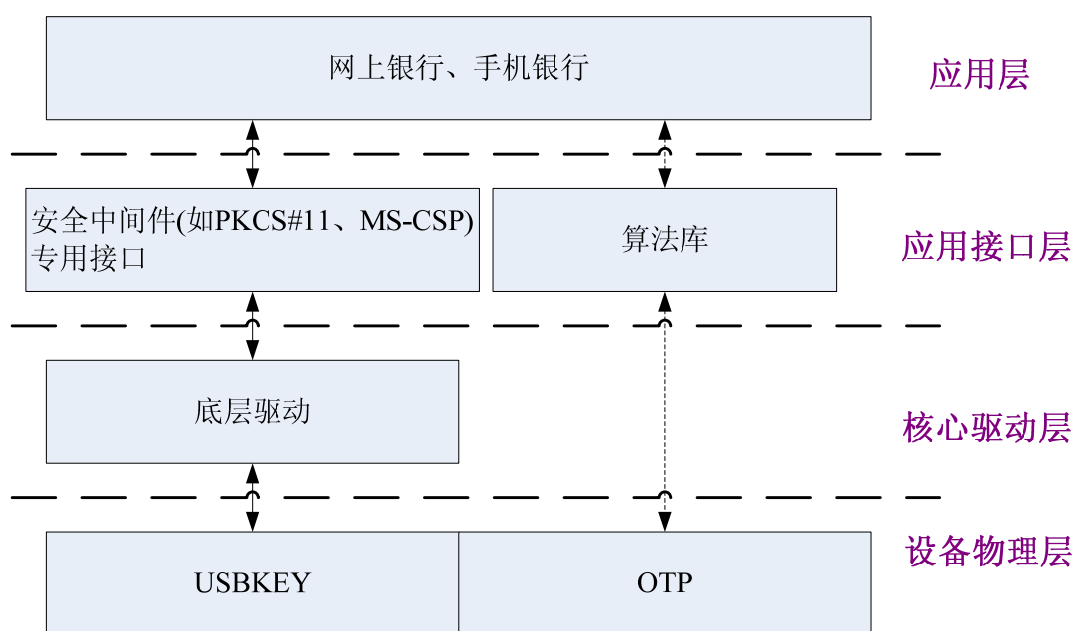 网上银行、手机银行
应用层
安全中间件(如PKCS#11、MS-CSP)
专用接口
算法库
应用接口层
底层驱动
核心驱动层
设备物理层
USBKEY
OTP